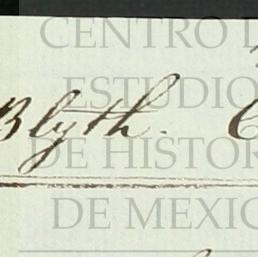 CENTRO D
ESTUDIO
Blyth. C
DE HISTOR
DE MEXIC